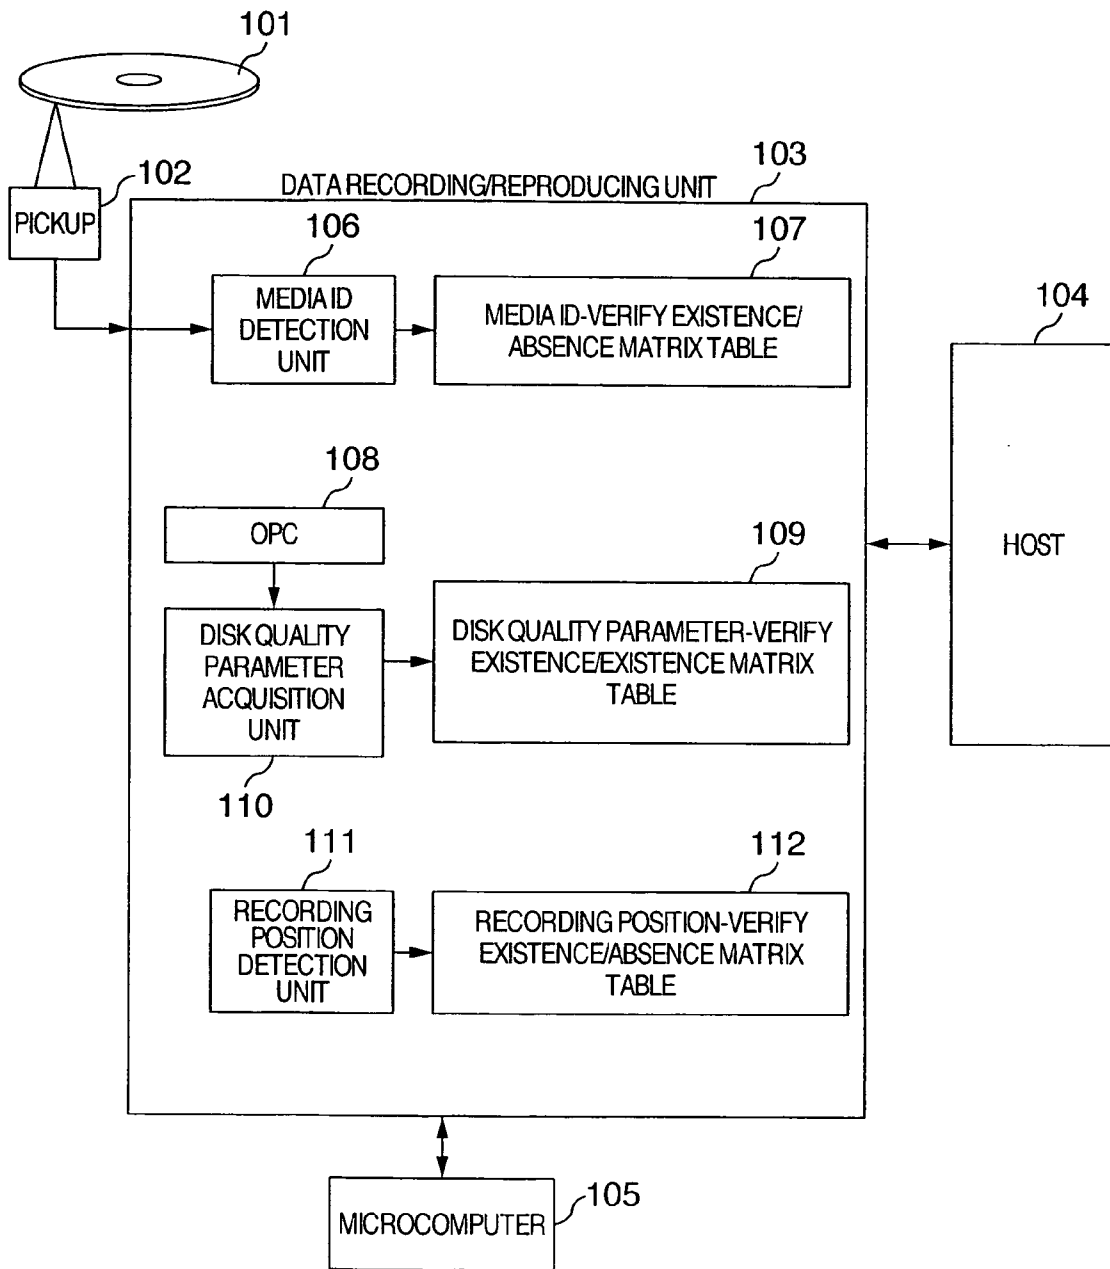 101
102
PICKUP
103
DATA RECORDING/REPRODUCING UNIT
106
MEDIA ID
DETECTION
UNIT
107
MEDIA ID-VERIFY EXISTENCE/
ABSENCE MATRIX TABLE
104
HOST
108
OPC
109
DISK QUALITY PARAMETER-VERIFY
EXISTENCE/EXISTENCE MATRIX
TABLE
DISK QUALITY
PARAMETER
ACQUISITION
UNIT
110
111
RECORDING
POSITION
DETECTION
UNIT
112
RECORDING POSITION-VERIFY
EXISTENCE/ABSENCE MATRIX
TABLE
MICROCOMPUTER
105